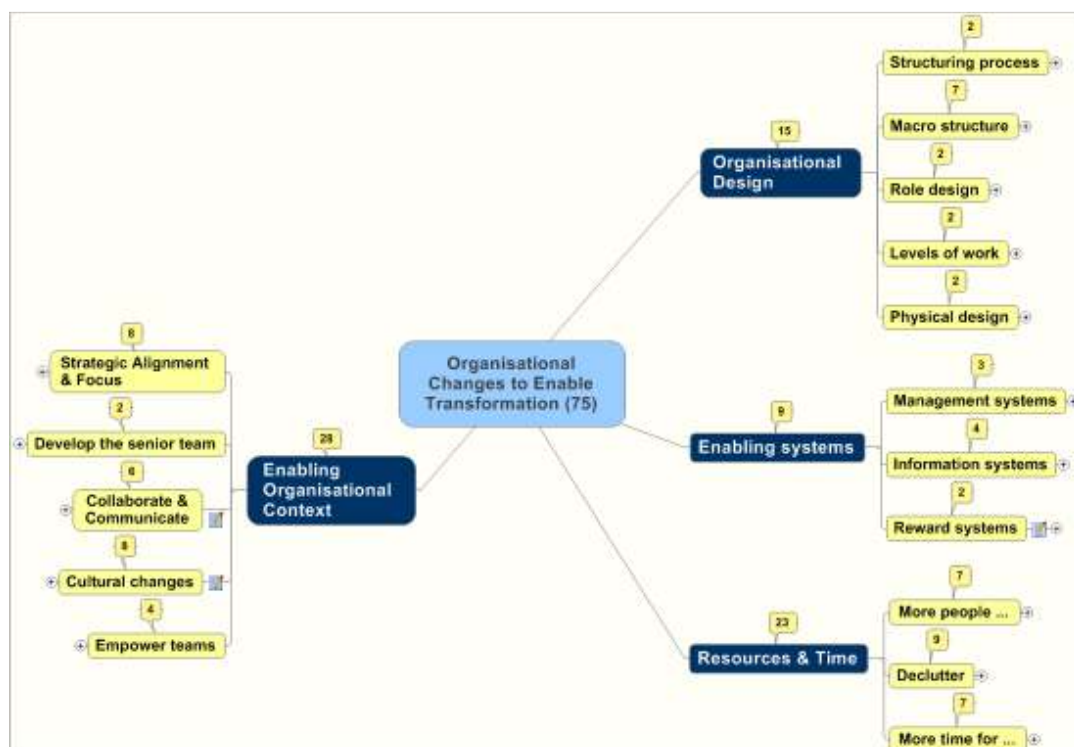 2
Structuring process
7
Macro structure
15
Organisational
Design
2
Role design
2
Levels of work
2
Physical design
Organisational
Changes to Enable
Transformation (75)
8
Strategic Alignment
& Focus
2
Develop the senior team
28
Enabling
Organisational
Context
6
Collaborate &
Communicate
8
Cultural changes
4
Empower teams
3
Management systems
9
Enabling systems
4
Information systems
2
Reward systems
7
More people ...
23
Resources & Time
9
Declutter
7
More time for ...